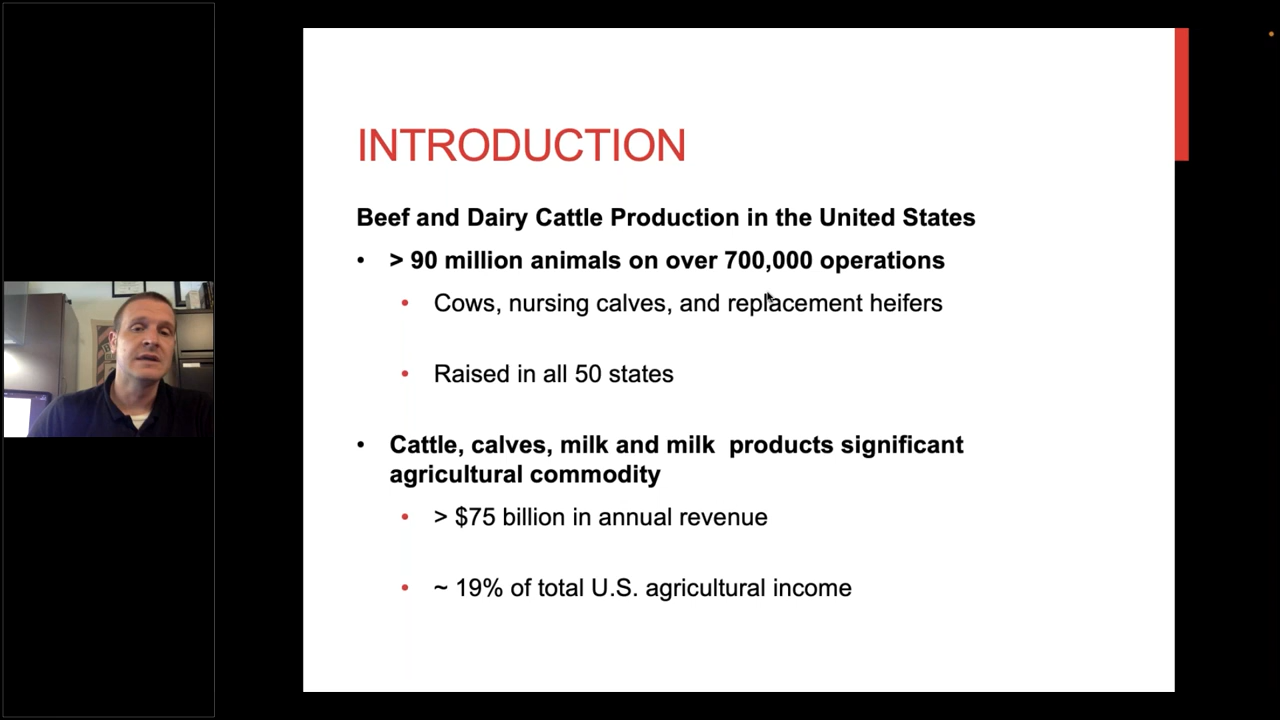 INTRODUCTION
Beef and Dairy Cattle Production in the United States
• > 90 million animals on over 700,000 operations
• Cows, nursing calves, and replacement heifers
• Raised in all 50 states
• Cattle, calves, milk and milk  products significant
agricultural commodity
• > $75 billion in annual revenue
• ~ 19% of total U.S. agricultural income